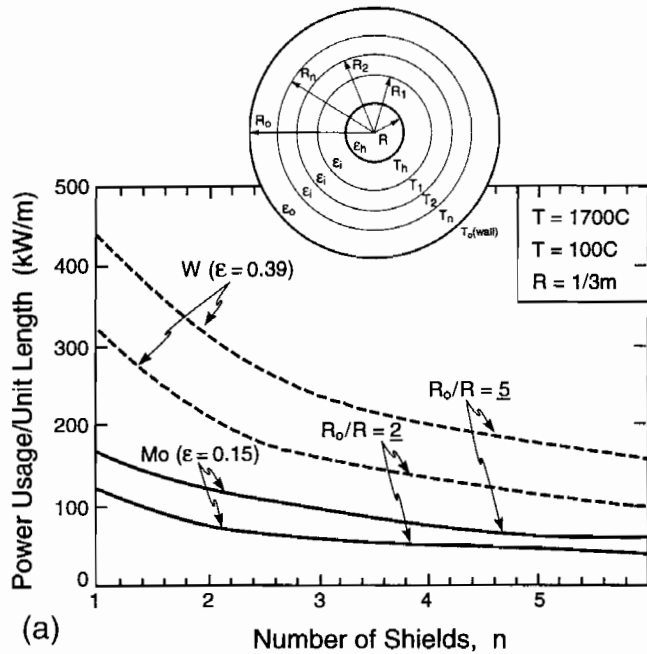 R₀
Rₙ
R₂
R₁
R
εₕ
εᵢ
εᵢ
ε₀
Tₕ
T₁
T₂
Tₙ
T₀(wall)
T = 1700C
T = 100C
R = 1/3m
Power Usage/Unit Length (kW/m)
500
400
300
200
100
0
W (ε = 0.39)
R₀/R = 5
R₀/R = 2
Mo (ε = 0.15)
1 2 3 4 5
(a)
Number of Shields, n